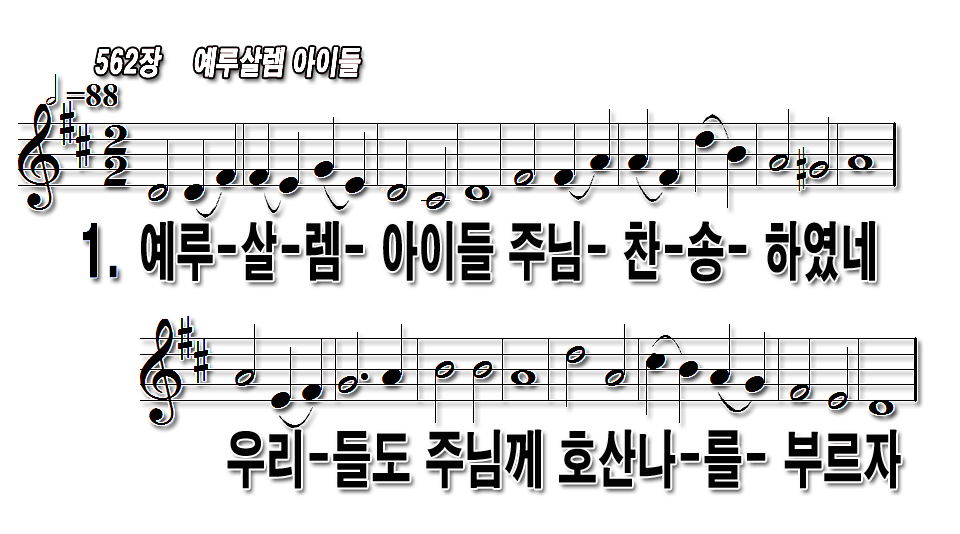 562장 예루살렘 아이들
=88
2
2
1. 예루-살-렘- 아이들 주님- 찬-송- 하였네
우리-들도 주님께 호산나-를- 부르자